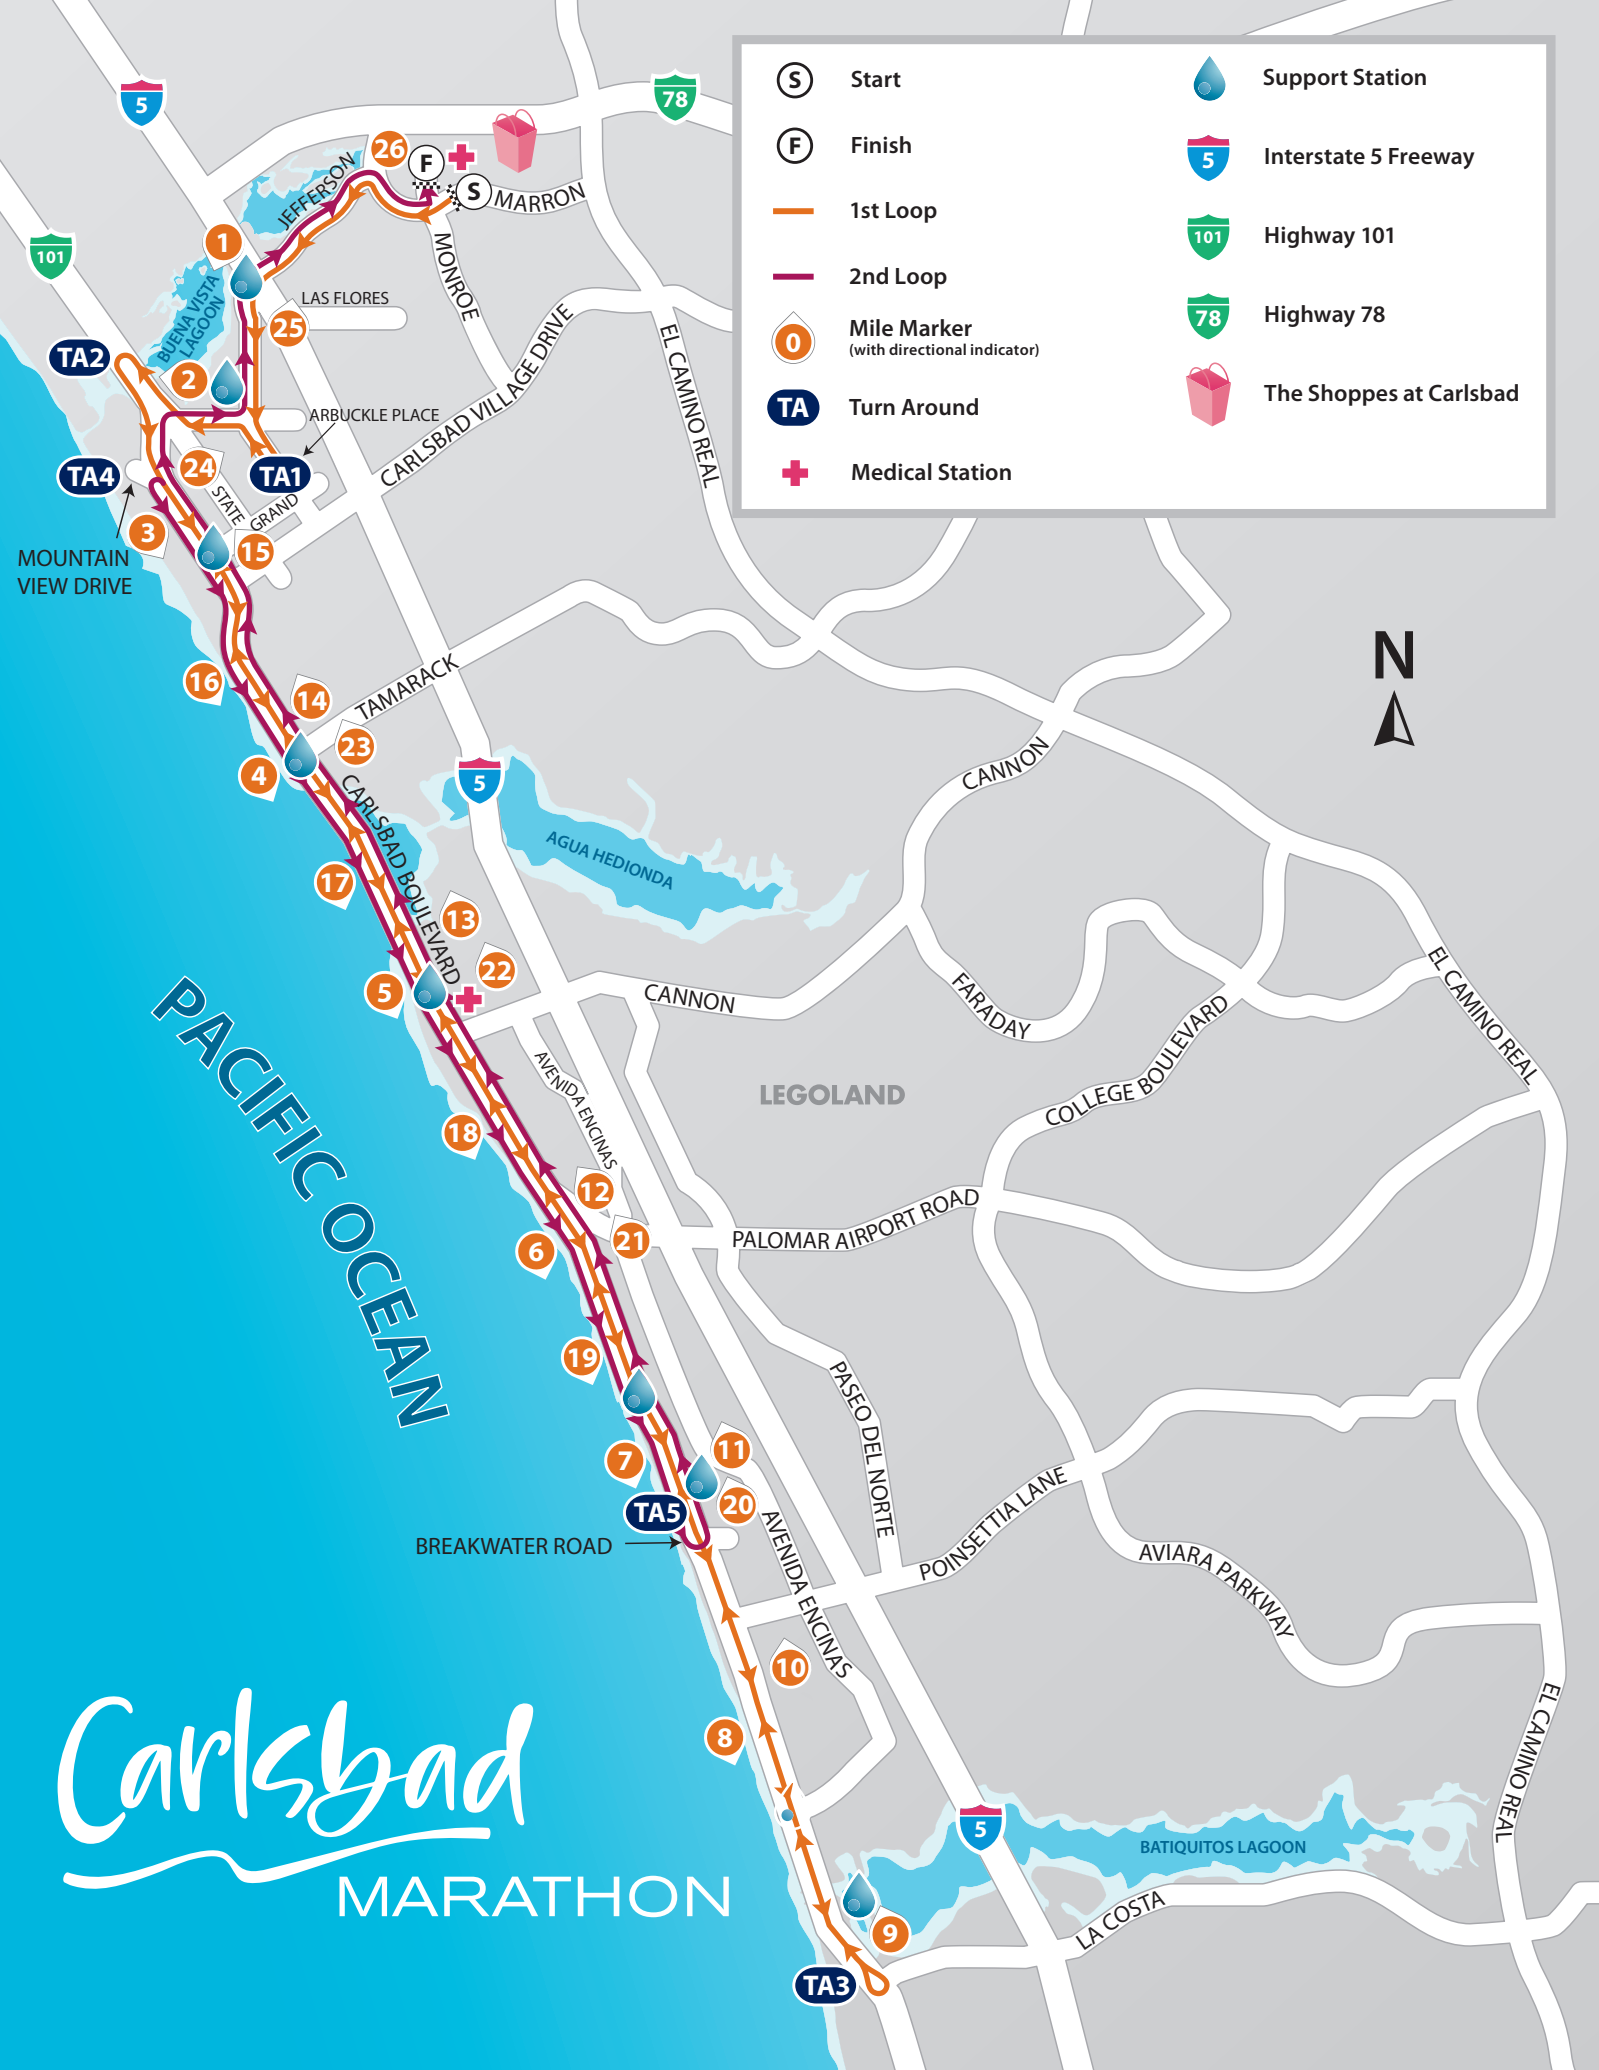 S
Start
F
Finish
1st Loop
2nd Loop
0
Mile Marker
(with directional indicator)
TA
Turn Around
Medical Station
Support Station
5
Interstate 5 Freeway
101
Highway 101
78
Highway 78
The Shoppes at Carlsbad
5
78
26
F
S
JEFFERSON
MARRON
101
1
MONROE
LAS FLORES
25
BUENA VISTA
LAGOON
TA2
2
EL CAMINO REAL
CARLSBAD VILLAGE DRIVE
ARBUCKLE PLACE
TA4
24
TA1
STATE
GRAND
3
15
MOUNTAIN
VIEW DRIVE
N
16
14
TAMARACK
23
4
5
CANNON
CARLSBAD BOULEVARD
AGUA HEDIONDA
17
13
22
5
CANNON
FARADAY
EL CAMINO REAL
PACIFIC OCEAN
AVENIDA ENCINAS
LEGOLAND
COLLEGE BOULEVARD
18
12
21
6
PALOMAR AIRPORT ROAD
19
PASEO DEL NORTE
11
7
20
TA5
BREAKWATER ROAD
AVENIDA ENCINAS
POINSETTIA LANE
AVIARA PARKWAY
10
8
EL CAMINO REAL
Carlsbad
MARATHON
5
BATIQUITOS LAGOON
9
LA COSTA
TA3